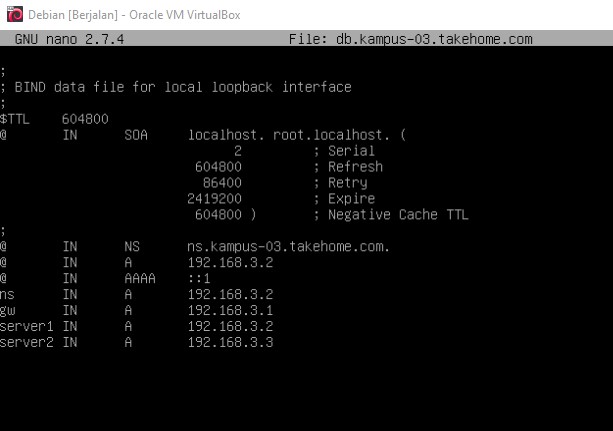 Debian [Berjalan] - Oracle VM VirtualBox
GNU nano 2.7.4 File: db.kampus-03.takehome.com
;
; BIND data file for local loopback interface
;
$TTL 604800
@ IN SOA localhost. root.localhost. (
2 ; Serial
604800 ; Refresh
86400 ; Retry
2419200 ; Expire
604800 ) ; Negative Cache TTL
;
@ IN NS ns.kampus-03.takehome.com.
@ IN A 192.168.3.2
@ IN AAAA ::1
ns IN A 192.168.3.2
gw IN A 192.168.3.1
server1 IN A 192.168.3.2
server2 IN A 192.168.3.3